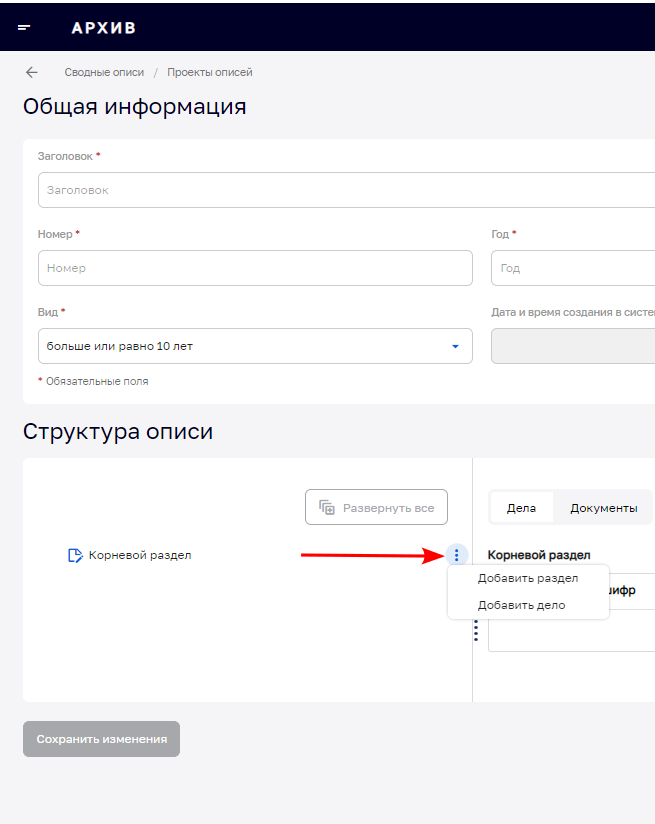 АРХИВ
Сводные описи / Проекты описей
Общая информация
Заголовок *
Заголовок
Номер * Год *
Номер Год
Вид * Дата и время создания в систе
больше или равно 10 лет
* Обязательные поля
Структура описи
Развернуть все Дела Документы
Корневой раздел Корневой раздел
Добавить раздел
Добавить дело
Сохранить изменения